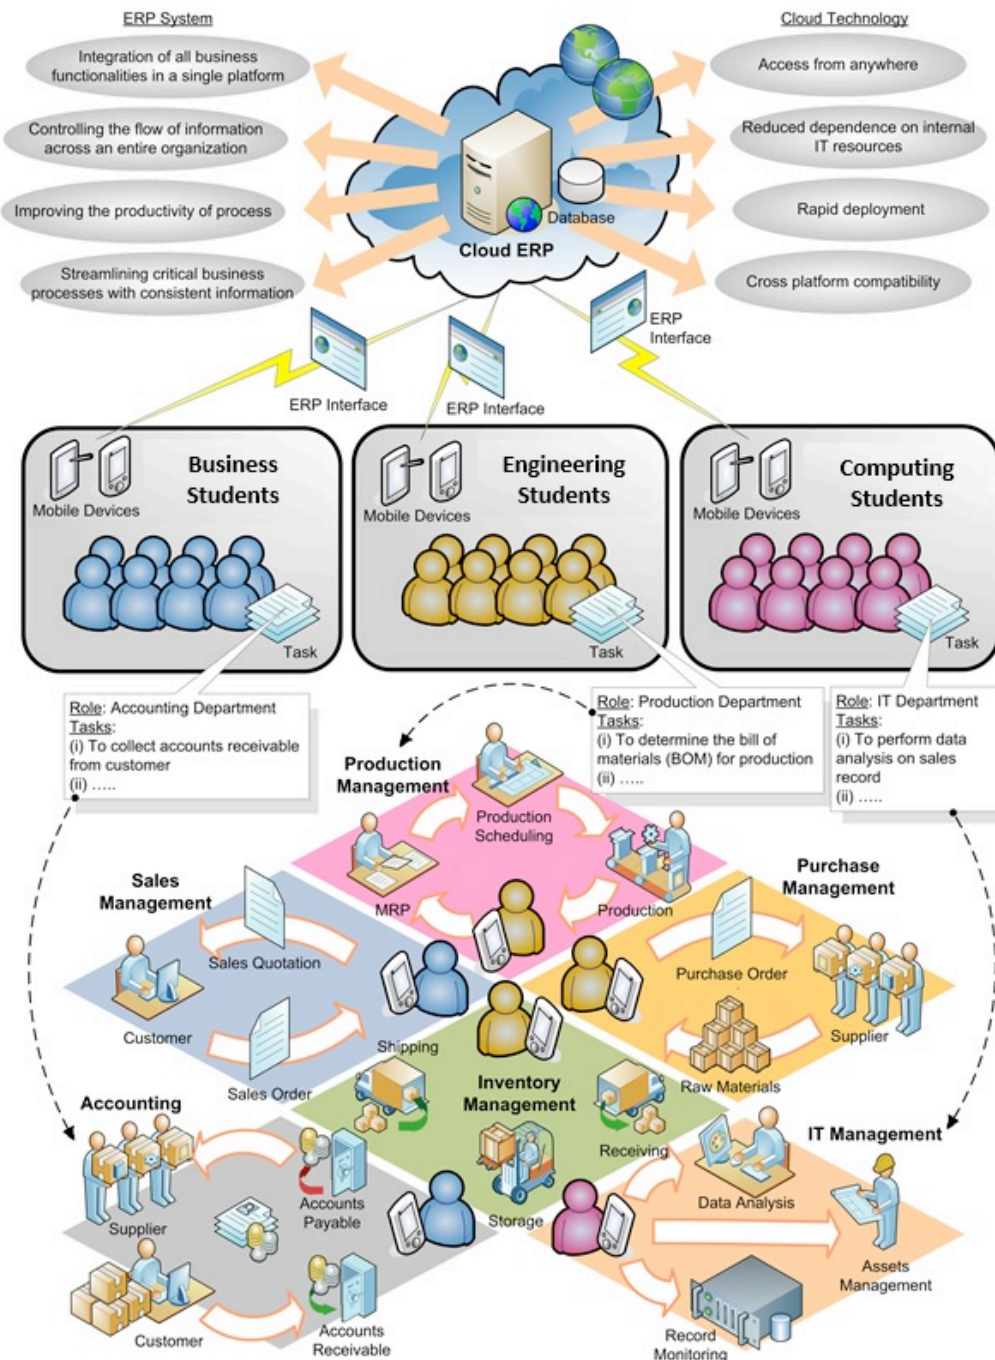 ERP System
Integration of all business
functionalities in a single platform
Controlling the flow of information
across an entire organization
Improving the productivity of process
Streamlining critical business
processes with consistent information
Database
Cloud ERP
Cloud Technology
Access from anywhere
Reduced dependence on internal
IT resources
Rapid deployment
Cross platform compatibility
ERP Interface
ERP Interface
ERP
Interface
Business
Students
Mobile Devices
Task
Engineering
Students
Mobile Devices
Task
Computing
Students
Mobile Devices
Task
Role: Accounting Department
Tasks:
(i) To collect accounts receivable
from customer
(ii) .....
Role: Production Department
Tasks:
(i) To determine the bill of
materials (BOM) for production
(ii) .....
Role: IT Department
Tasks:
(i) To perform data
analysis on sales
record
(ii) .....
Production
Management
Production
Scheduling
MRP
Production
Sales
Management
Sales Quotation
Customer
Sales Order
Shipping
Purchase
Management
Purchase Order
Supplier
Raw Materials
Inventory
Management
Receiving
Storage
Accounting
Supplier
Accounts
Payable
Customer
Accounts
Receivable
IT Management
Data Analysis
Assets
Management
Record
Monitoring